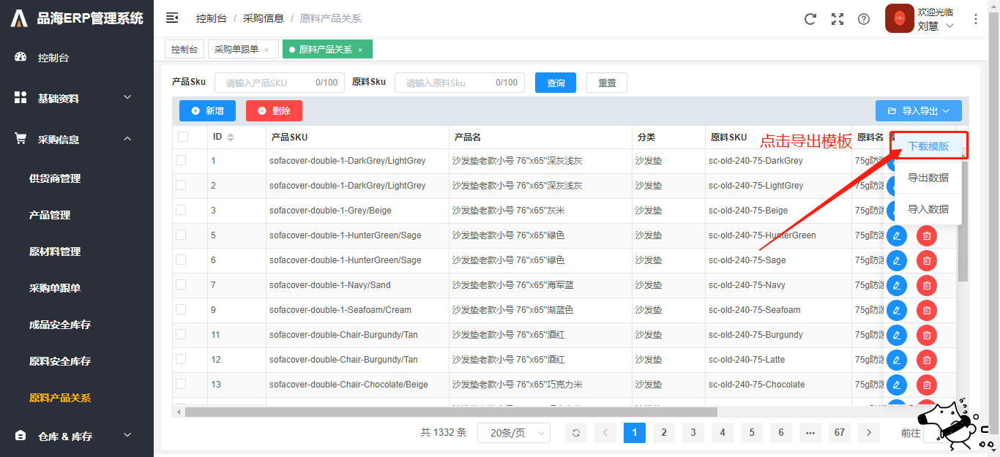 品海ERP管理系统
控制台 / 采购信息 / 原料产品关系
欢迎光临
刘慧
控制台
采购单跟单 ×
原料产品关系 ×
控制台
基础资料
采购信息
供货商管理
产品管理
原材料管理
采购单跟单
成品安全库存
原料安全库存
原料产品关系
仓库 & 库存
产品Sku 请输入产品SKU 0/100 原料Sku 请输入原料Sku 0/100 查询 重置
新增 删除 导入导出
ID 产品SKU 产品名 分类 原料SKU 原料名
点击导出模板
下载模版
导出数据
导入数据
1 sofacover-double-1-DarkGrey/LightGrey 沙发垫老款小号 76"x65"深灰浅灰 沙发垫 sc-old-240-75-DarkGrey 75g防泼
2 sofacover-double-1-DarkGrey/LightGrey 沙发垫老款小号 76"x65"深灰浅灰 沙发垫 sc-old-240-75-LightGrey 75g防泼
3 sofacover-double-1-Grey/Beige 沙发垫老款小号 76"x65"灰米 沙发垫 sc-old-240-75-Beige 75g防泼
5 sofacover-double-1-HunterGreen/Sage 沙发垫老款小号 76"x65"绿色 沙发垫 sc-old-240-75-HunterGreen 75g防泼
6 sofacover-double-1-HunterGreen/Sage 沙发垫老款小号 76"x65"绿色 沙发垫 sc-old-240-75-Sage 75g防泼
7 sofacover-double-1-Navy/Sand 沙发垫老款小号 76"x65"海军蓝 沙发垫 sc-old-240-75-Navy 75g防泼
9 sofacover-double-1-Seafoam/Cream 沙发垫老款小号 76"x65"湖蓝色 沙发垫 sc-old-240-75-Seafoam 75g防泼
11 sofacover-double-Chair-Burgundy/Tan 沙发垫老款小号 76"x65"酒红 沙发垫 sc-old-240-75-Burgundy 75g防泼
12 sofacover-double-Chair-Burgundy/Tan 沙发垫老款小号 76"x65"酒红 沙发垫 sc-old-240-75-Latte 75g防泼
13 sofacover-double-Chair-Chocolate/Beige 沙发垫老款小号 76"x65"巧克力米 沙发垫 sc-old-240-75-Chocolate 75g防泼
共 1332 条 20条/页 1 2 3 4 5 6 ••• 67 前往